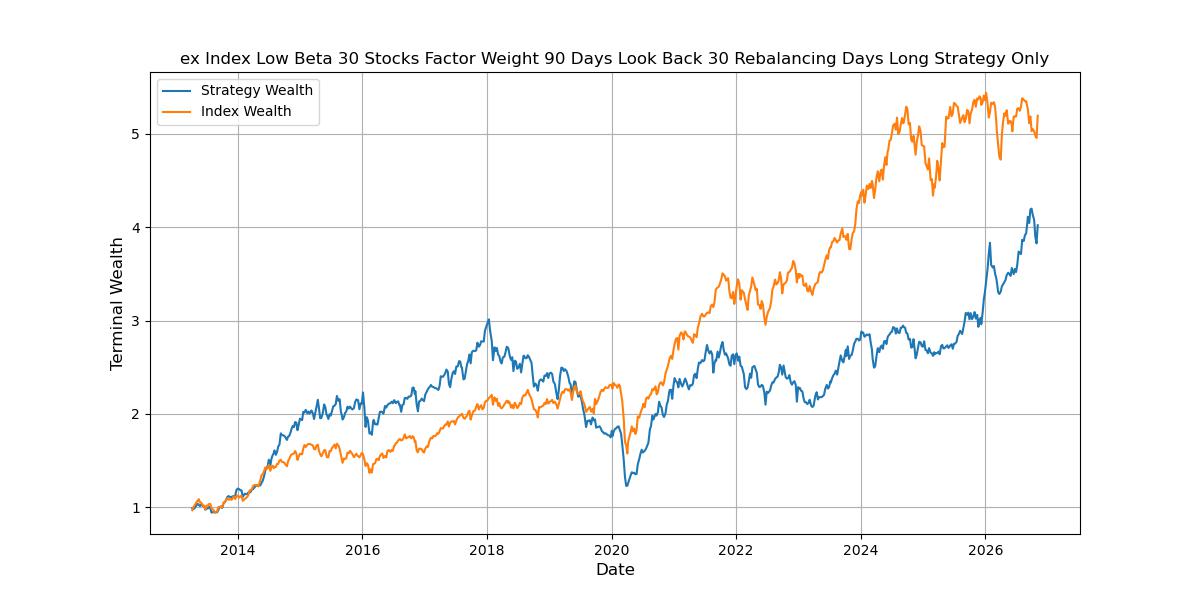 ex Index Low Beta 30 Stocks Factor Weight 90 Days Look Back 30 Rebalancing Days Long Strategy Only
Strategy Wealth
Index Wealth
Terminal Wealth
5
4
3
2
1
2014 2016 2018 2020 2022 2024 2026
Date